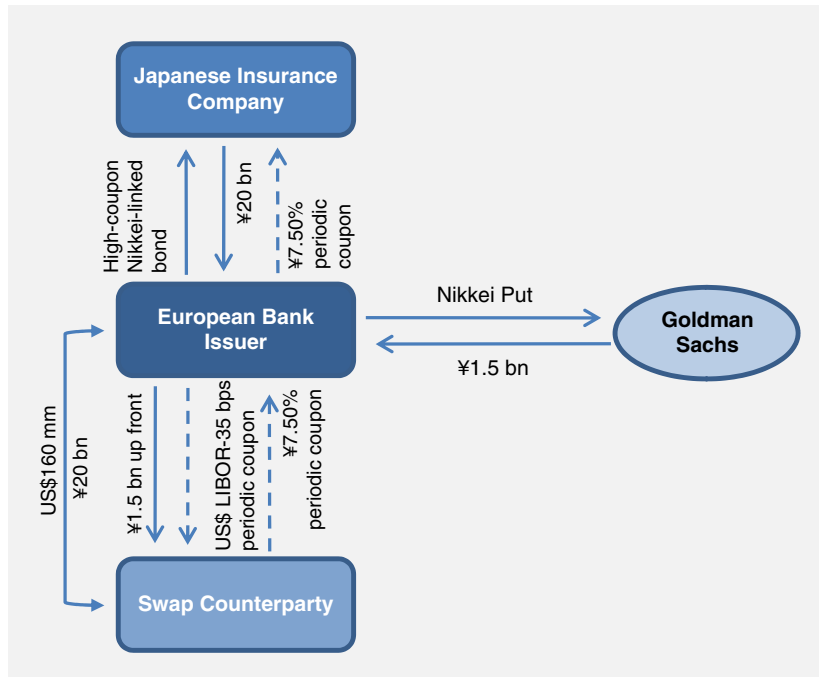 Japanese Insurance
Company
High-coupon
Nikkei-linked
bond
¥20 bn
¥7.50%
periodic
coupon
European Bank
Issuer
Nikkei Put
¥1.5 bn
Goldman
Sachs
US$160 mm
¥20 bn
¥1.5 bn up front
US$ LIBOR-35 bps
periodic coupon
¥7.50%
periodic coupon
Swap Counterparty